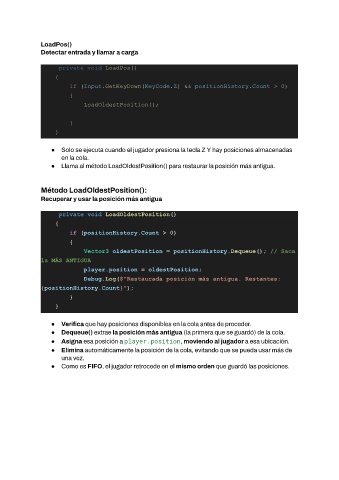 LoadPos()
Detectar entrada y llamar a carga
private void LoadPos()
{
if (Input.GetKeyDown(KeyCode.Z) && positionHistory.Count > 0)
{
LoadOldestPosition();
}
}
● Solo se ejecuta cuando el jugador presiona la tecla Z Y hay posiciones almacenadas
en la cola.
● Llama al método LoadOldestPosition() para restaurar la posición más antigua.
Método LoadOldestPosition():
Recuperar y usar la posición más antigua
private void LoadOldestPosition()
{
if (positionHistory.Count > 0)
{
Vector3 oldestPosition = positionHistory.Dequeue(); // Saca
la MÁS ANTIGUA
player.position = oldestPosition;
Debug.Log($"Restaurada posición más antigua. Restantes:
{positionHistory.Count}");
}
}
● Verifica que hay posiciones disponibles en la cola antes de proceder.
● Dequeue() extrae la posición más antigua (la primera que se guardó) de la cola.
● Asigna esa posición a player.position, moviendo al jugador a esa ubicación.
● Elimina automáticamente la posición de la cola, evitando que se pueda usar más de
una vez.
● Como es FIFO, el jugador retrocede en el mismo orden que guardó las posiciones.